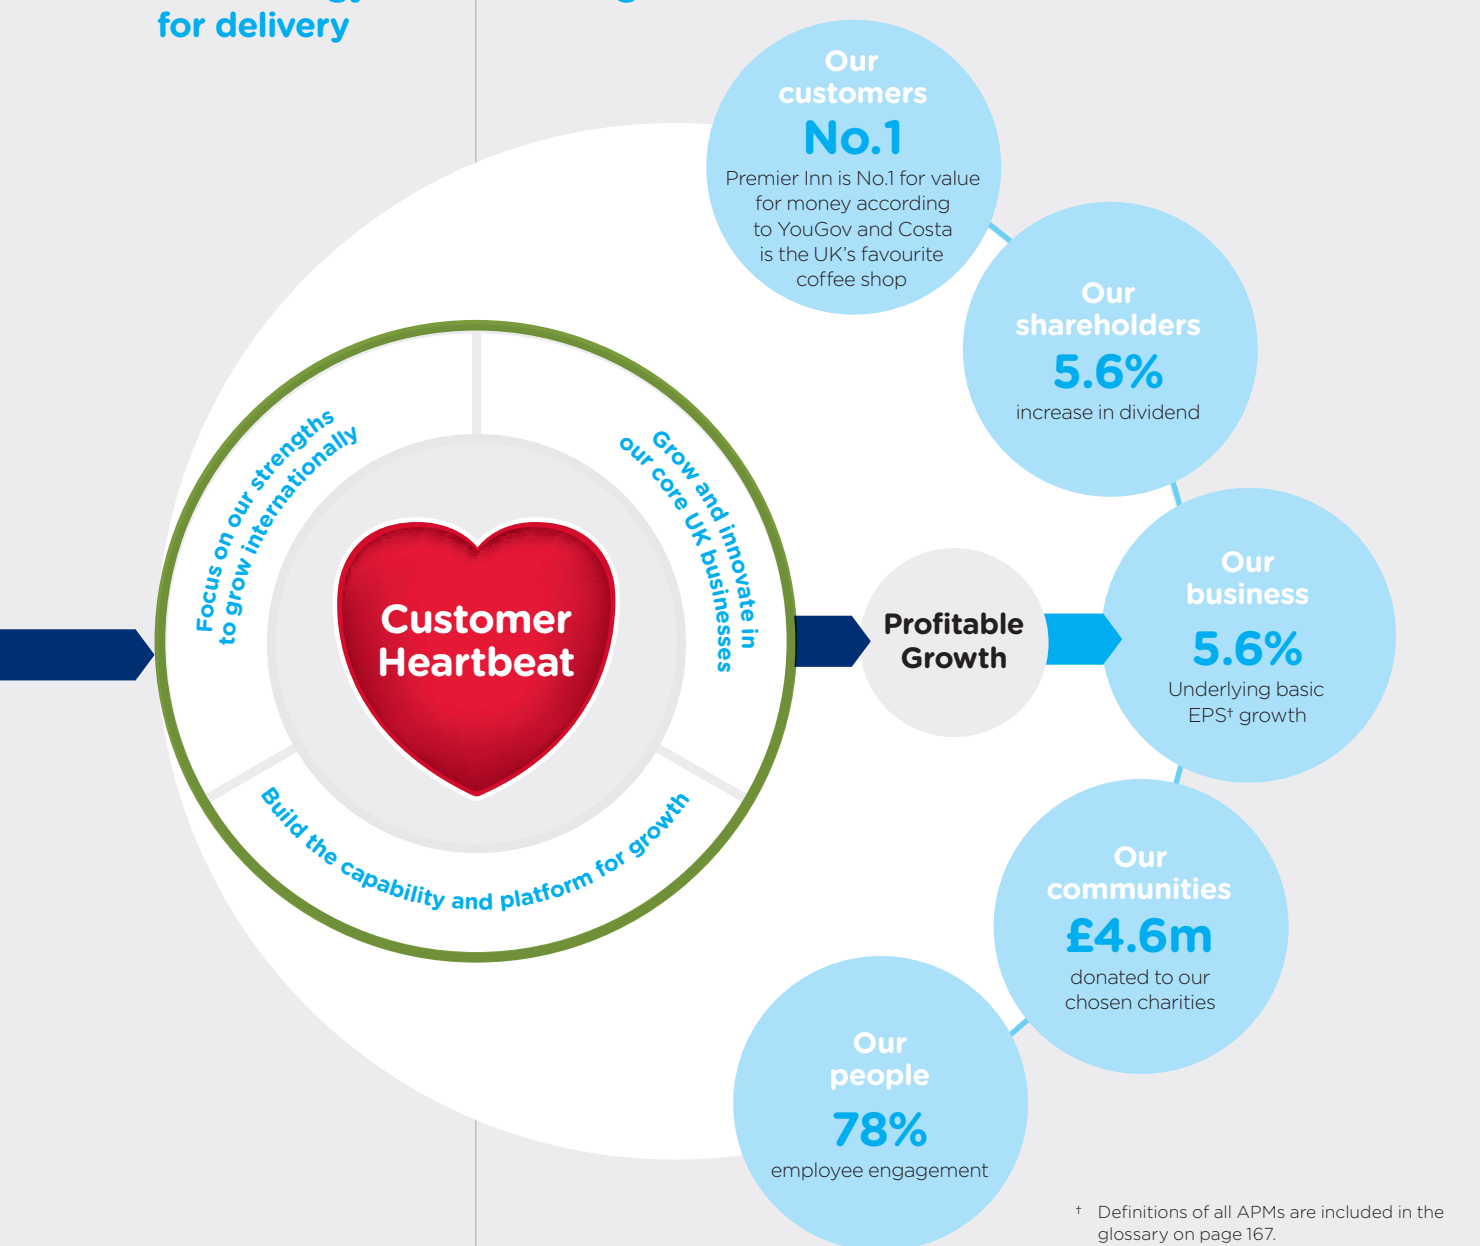 for delivery
Our
customers
No.1
Premier Inn is No.1 for value
for money according
to YouGov and Costa
is the UK's favourite
coffee shop
Our
shareholders
5.6%
increase in dividend
Focus on our strengths
to grow internationally
Grow and innovate in
our core UK businesses
Customer
Heartbeat
Build the capability and platform for growth
Profitable
Growth
Our
business
5.6%
Underlying basic
EPS† growth
Our
communities
£4.6m
donated to our
chosen charities
Our
people
78%
employee engagement
† Definitions of all APMs are included in the
glossary on page 167.